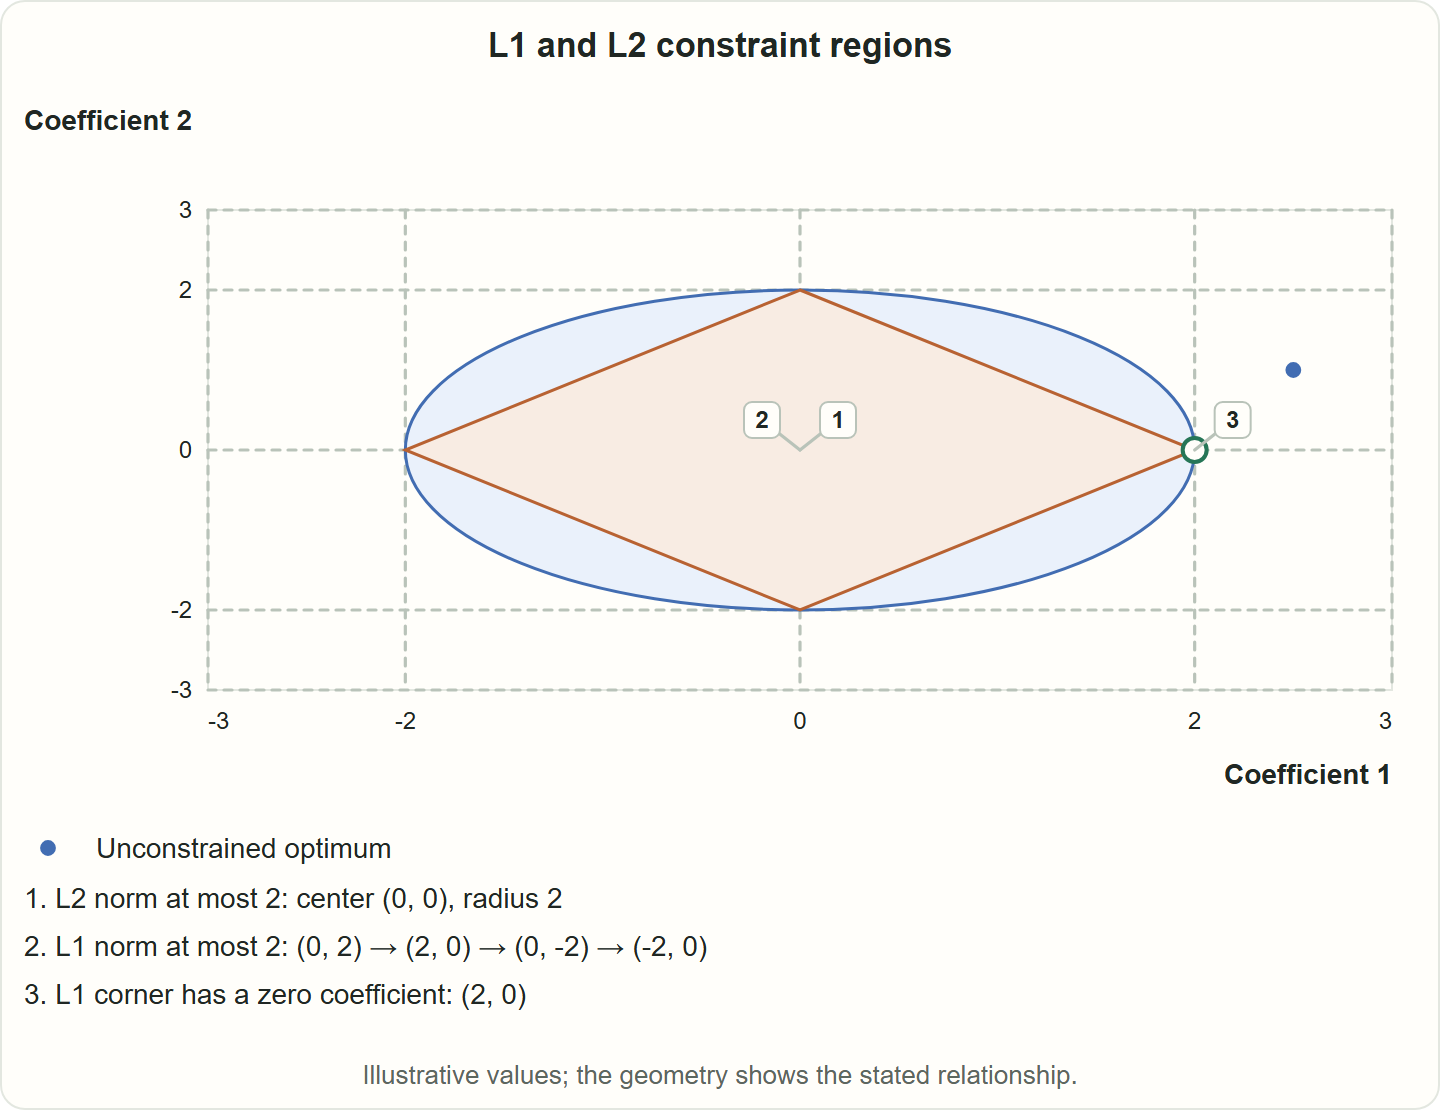 L1 and L2 constraint regions
Coefficient 2
3
2
2
1
3
0
-2
-3
-3
-2
0
2
3
Coefficient 1
Unconstrained optimum
1. L2 norm at most 2: center (0, 0), radius 2
2. L1 norm at most 2: (0, 2) → (2, 0) → (0, -2) → (-2, 0)
3. L1 corner has a zero coefficient: (2, 0)
Illustrative values; the geometry shows the stated relationship.